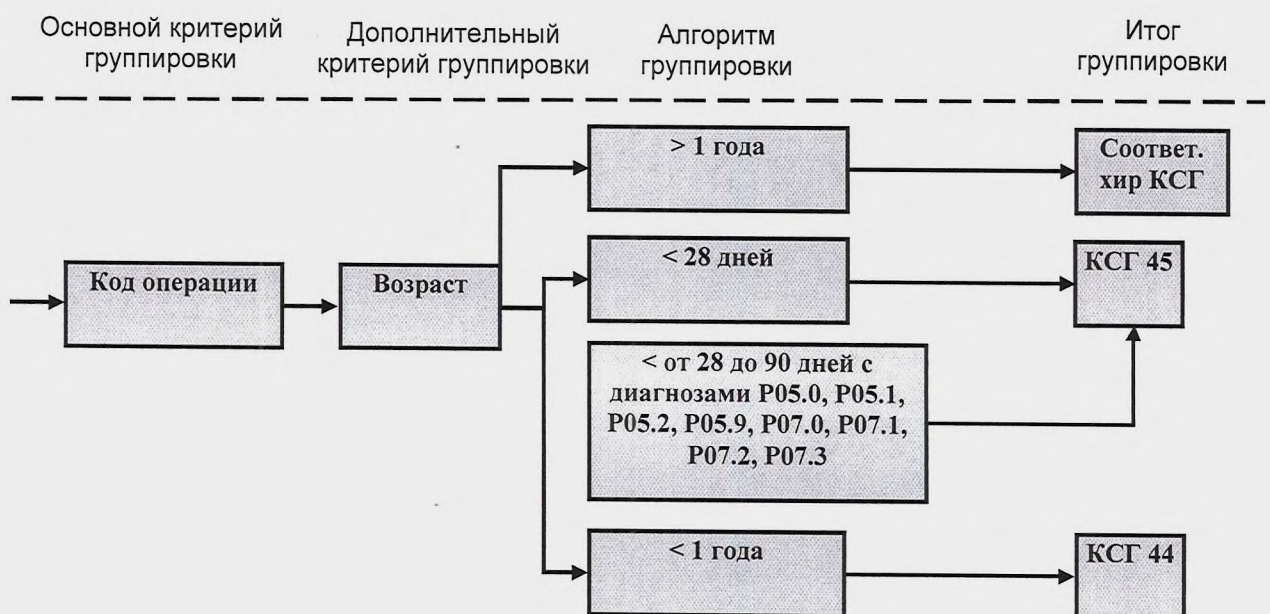 Основной критерий
группировки
Дополнительный
критерий группировки
Алгоритм
группировки
Итог
группировки
> 1 года
Соответ.
хир КСГ
< 28 дней
КСГ 45
Код операции
Возраст
< от 28 до 90 дней с
диагнозами P05.0, P05.1,
P05.2, P05.9, P07.0, P07.1,
P07.2, P07.3
< 1 года
КСГ 44